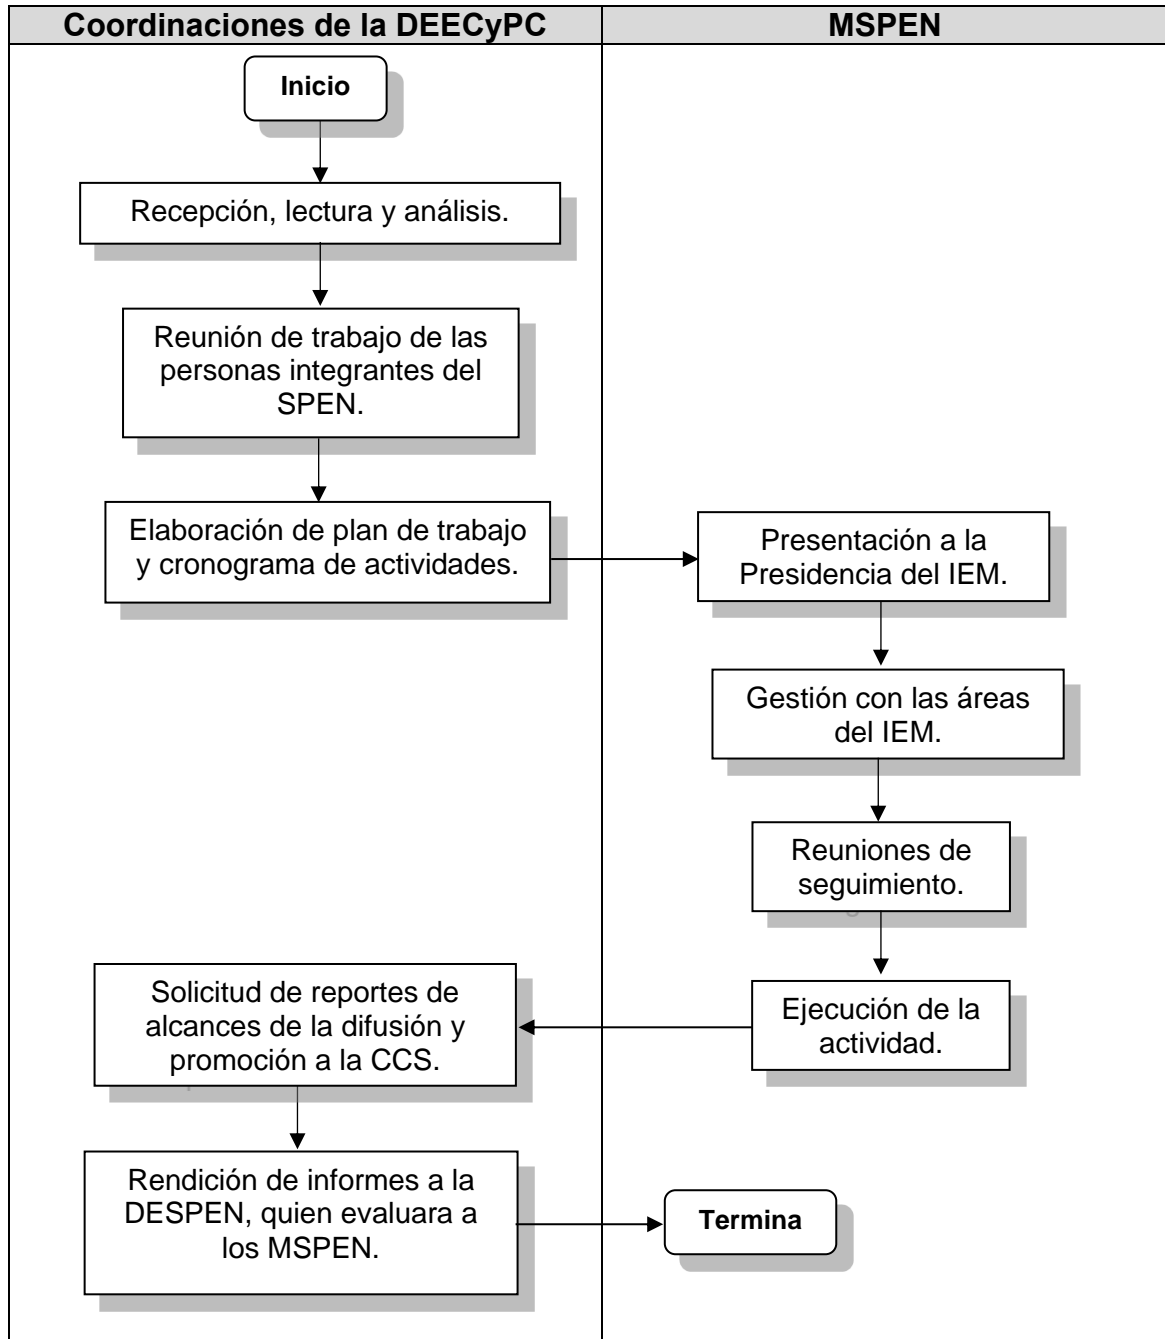 Coordinaciones de la DEECyPC
MSPEN
Inicio
Recepción, lectura y análisis.
Reunión de trabajo de las
personas integrantes del
SPEN.
Elaboración de plan de trabajo
y cronograma de actividades.
Presentación a la
Presidencia del IEM.
Gestión con las áreas
del IEM.
Reuniones de
seguimiento.
Ejecución de la
actividad.
Solicitud de reportes de
alcances de la difusión y
promoción a la CCS.
Rendición de informes a la
DESPEN, quien evaluara a
los MSPEN.
Termina